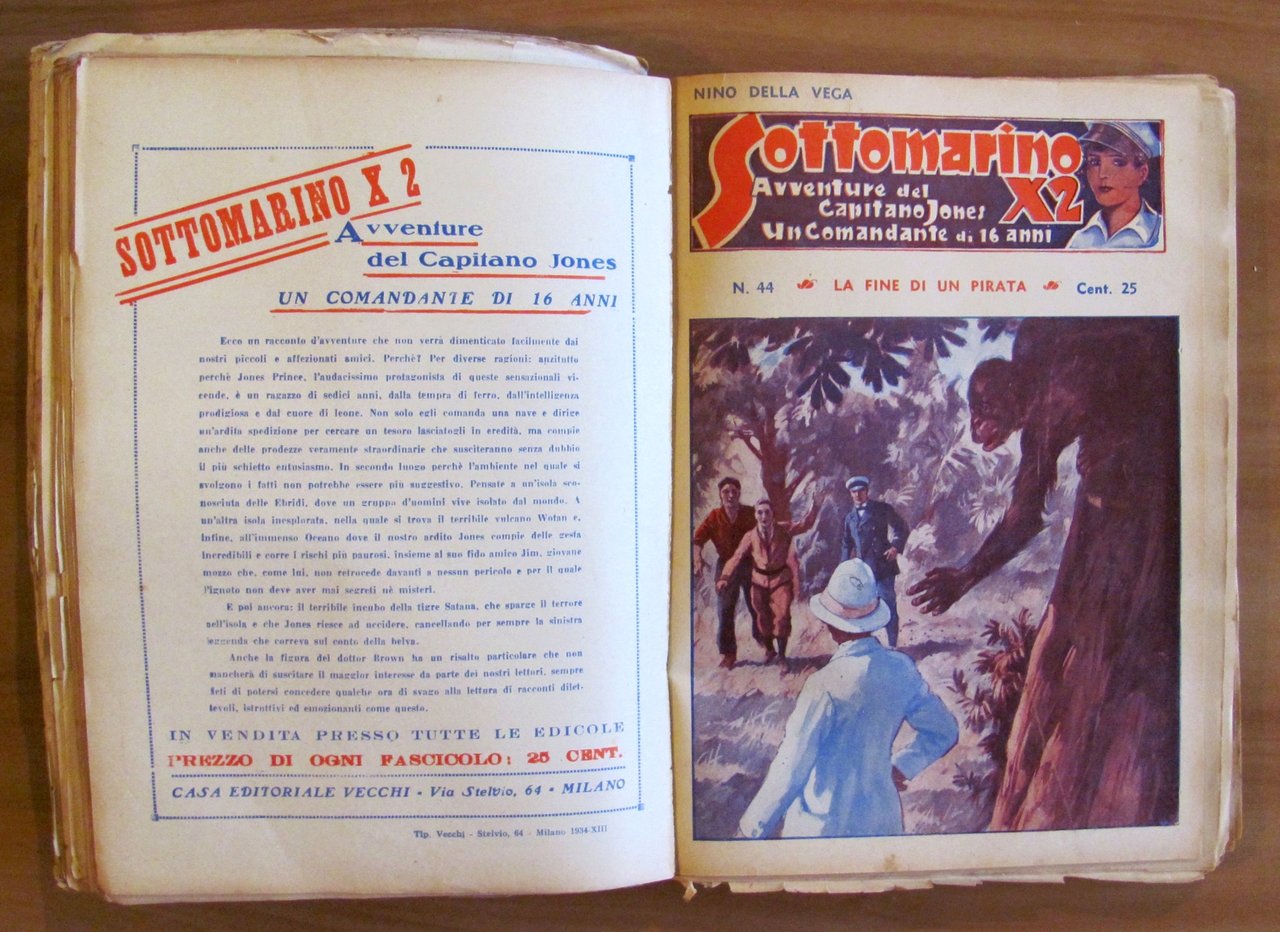 SOTTOMARINO X 2
Avventure
del Capitano Jones
UN COMANDANTE DI 16 ANNI
Ecco un racconto d'avventure che non verrà dimenticato facilmente dai
nostri piccoli e affezionati amici. Perchè? Per diverse ragioni: anzitutto
perchè Jones Prince, l'audacissimo protagonista di queste sensazionali vi-
cende, è un ragazzo di sedici anni, dalla tempra di ferro, dall'intelligenza
prodigiosa e dal cuore di leone. Non solo egli comanda una nave e dirige
un'ardita spedizione per cercare un tesoro lasciatogli in eredità, ma compie
anche delle prodezze veramente straordinarie che susciteranno senza dubbio
il più schietto entusiasmo. In secondo luogo perchè l'ambiente nel quale si
svolgono i fatti non potrebbe essere più suggestivo. Pensate a un'isola sco-
nosciuta delle Ebridi, dove un gruppo d'uomini vive isolato dal mondo. A
un'altra isola inesplorata, nella quale si trova il terribile vulcano Wotan e,
infine, all'immenso Oceano dove il nostro ardito Jones compie delle gesta
incredibili e corre i rischi più paurosi, insieme al suo fido amico Jim, giovane
mozzo che, come lui, non retrocede davanti a nessun pericolo e per il quale
l'ignoto non deve aver mai segreti nè misteri.
E poi ancora: il terribile incubo della tigre Satana, che sparge il terrore
nell'isola e che Jones riesce ad uccidere, cancellando per sempre la sinistra
leggenda che correva sul conto della belva.
Anche la figura del dottor Brown ha un risalto particolare che non
mancherà di suscitare il maggior interesse da parte dei nostri lettori, sempre
lieti di potersi concedere qualche ora di svago alla lettura di racconti dilet-
tevoli, istruttivi ed emozionanti come questo.
IN VENDITA PRESSO TUTTE LE EDICOLE
PREZZO DI OGNI FASCICOLO: 25 CENT.
CASA EDITORIALE VECCHI - Via Stelvio, 64 - MILANO
Tip. Vecchi - Stelvio, 64 - Milano 1934-XIII
NINO DELLA VEGA
Sottomarino
X2
Avventure del
Capitano Jones
Un Comandante di 16 anni
N. 44 LA FINE DI UN PIRATA Cent. 25